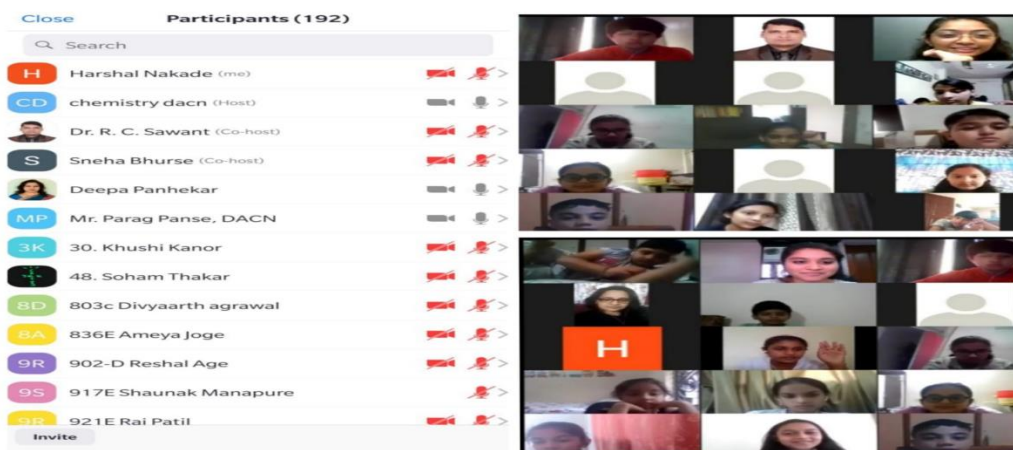 Close Participants (192)
Search
H Harshal Nakade (me)
CD chemistry dacn (Host)
Dr. R. C. Sawant (Co-host)
S Sneha Bhurse (Co-host)
Deepa Panhekar
MP Mr. Parag Panse, DACN
3K 30. Khushi Kanor
48. Soham Thakar
8D 803c Divyaarth agrawal
8A 836E Ameya Joge
9R 902-D Reshal Age
9S 917E Shaunak Manapure
9R 921E Raj Patil
Invite
H